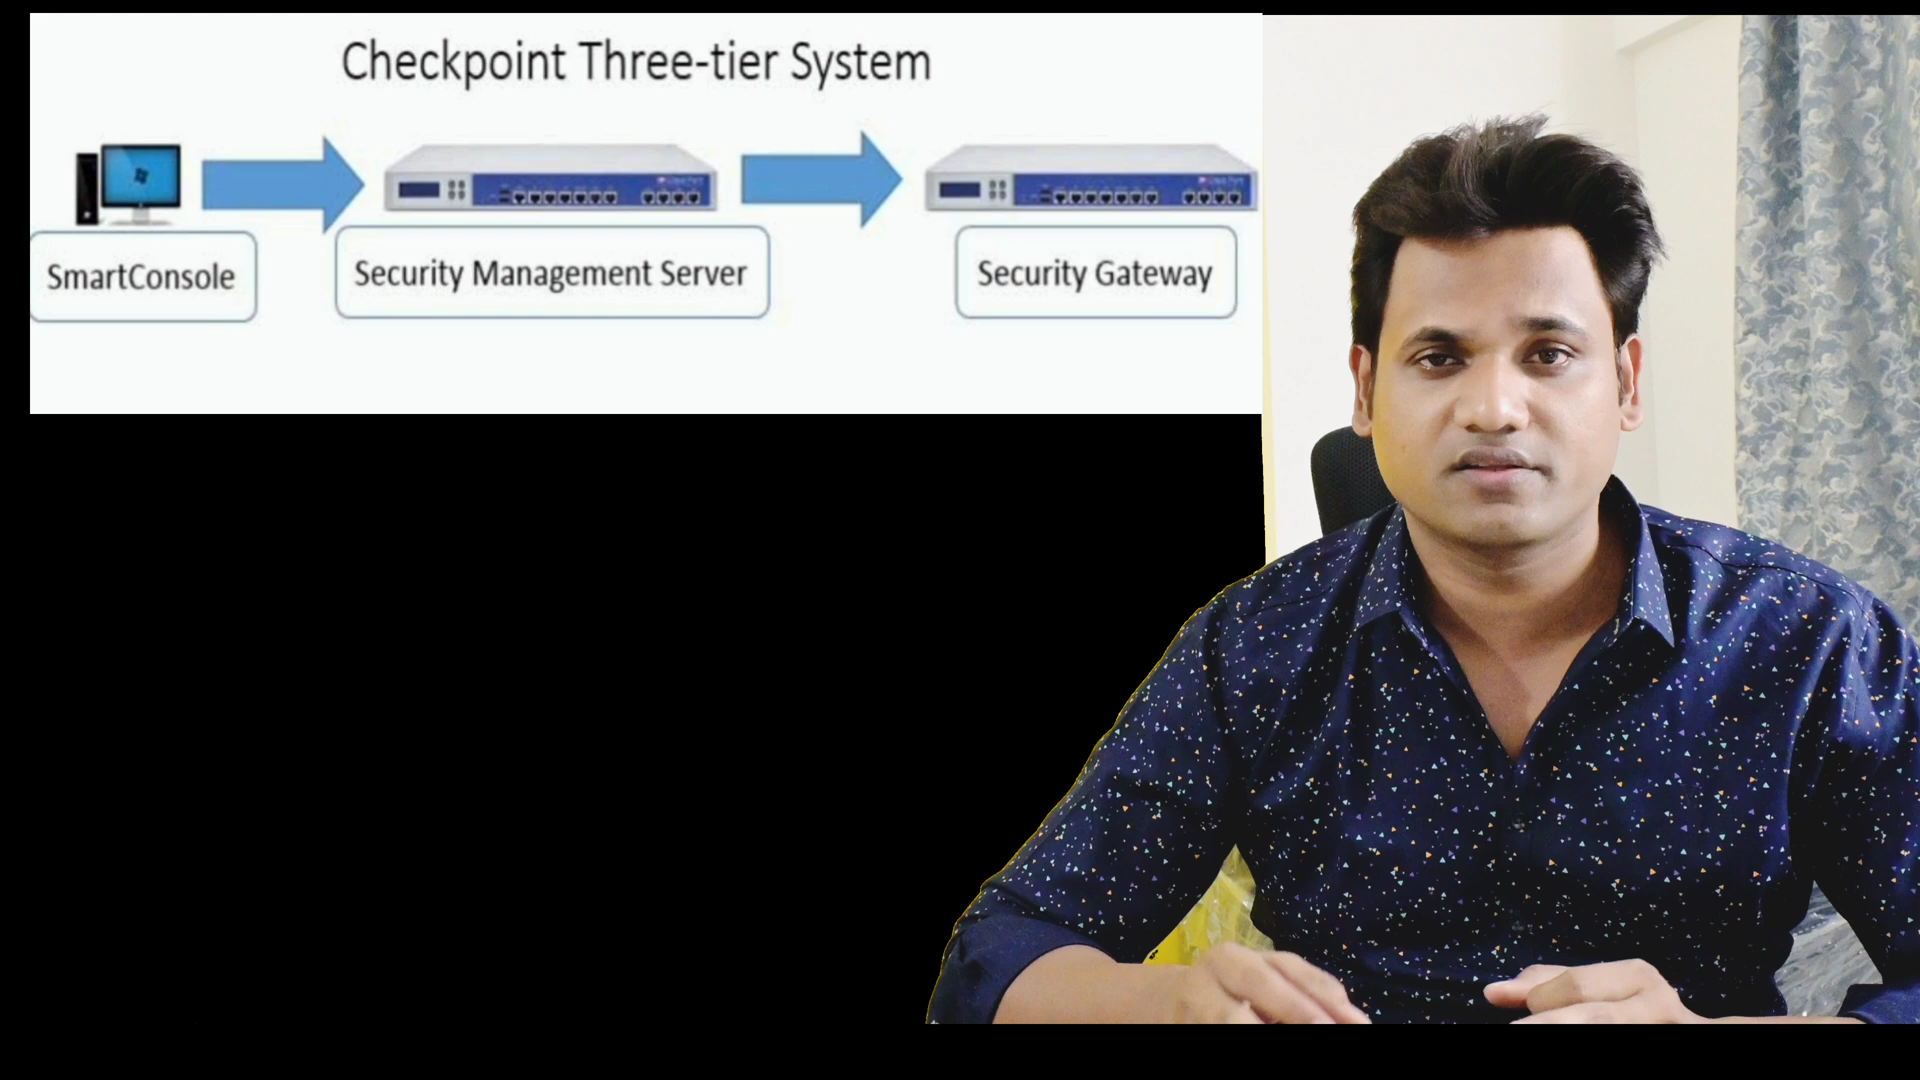 Checkpoint Three-tier System
SmartConsole
Security Management Server
Security Gateway